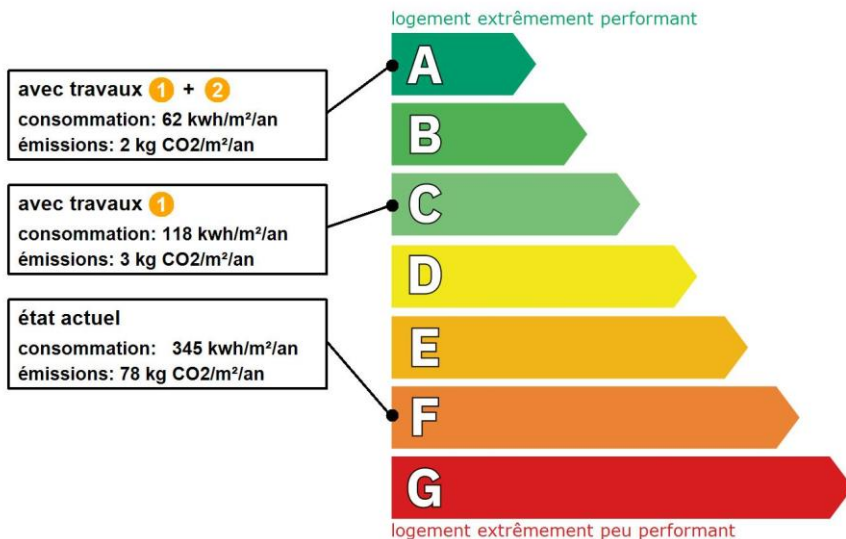 logement extrêmement performant
A
avec travaux 1 + 2
consommation: 62 kwh/m²/an
émissions: 2 kg CO2/m²/an
B
avec travaux 1
consommation: 118 kwh/m²/an
émissions: 3 kg CO2/m²/an
C
D
état actuel
consommation: 345 kwh/m²/an
émissions: 78 kg CO2/m²/an
E
F
G
logement extrêmement peu performant